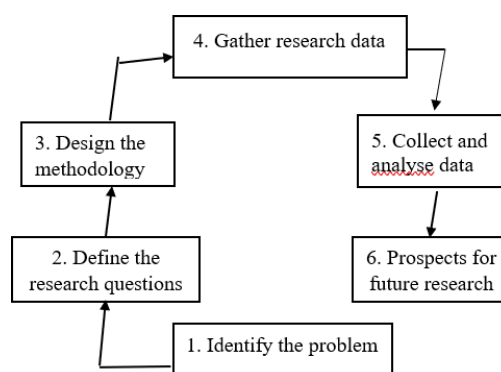 4. Gather research data
3. Design the
methodology
5. Collect and
analyse data
2. Define the
research questions
6. Prospects for
future research
1. Identify the problem